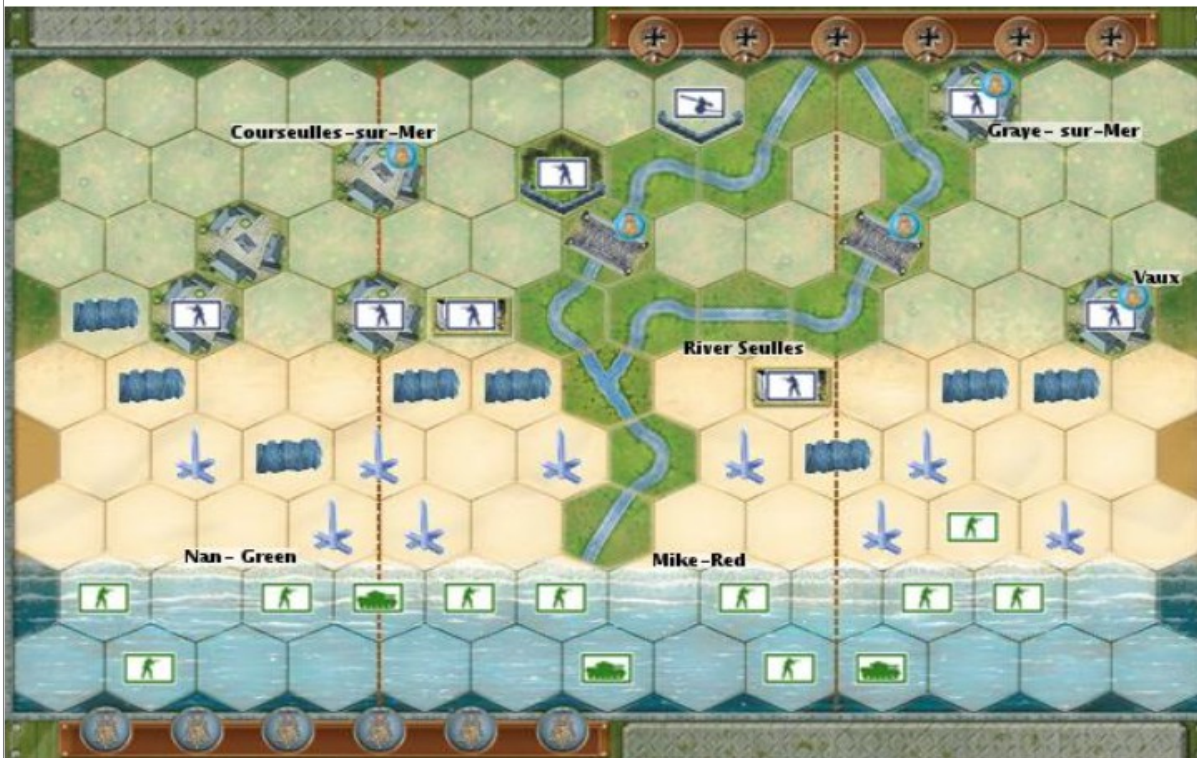 Courseulles-sur-Mer
Graye- sur-Mer
Vaux
River Seulles
Nan- Green
Mike-Red